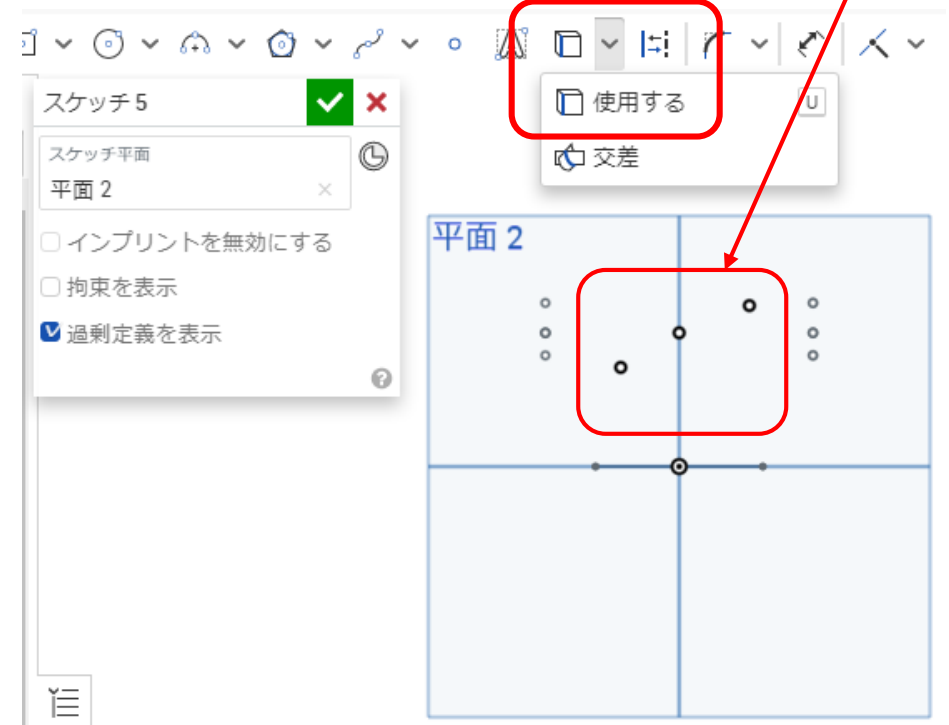 スケッチ 5
使用する
U
スケッチ平面
平面 2
交差
インプリントを無効にする
平面 2
拘束を表示
過剰定義を表示